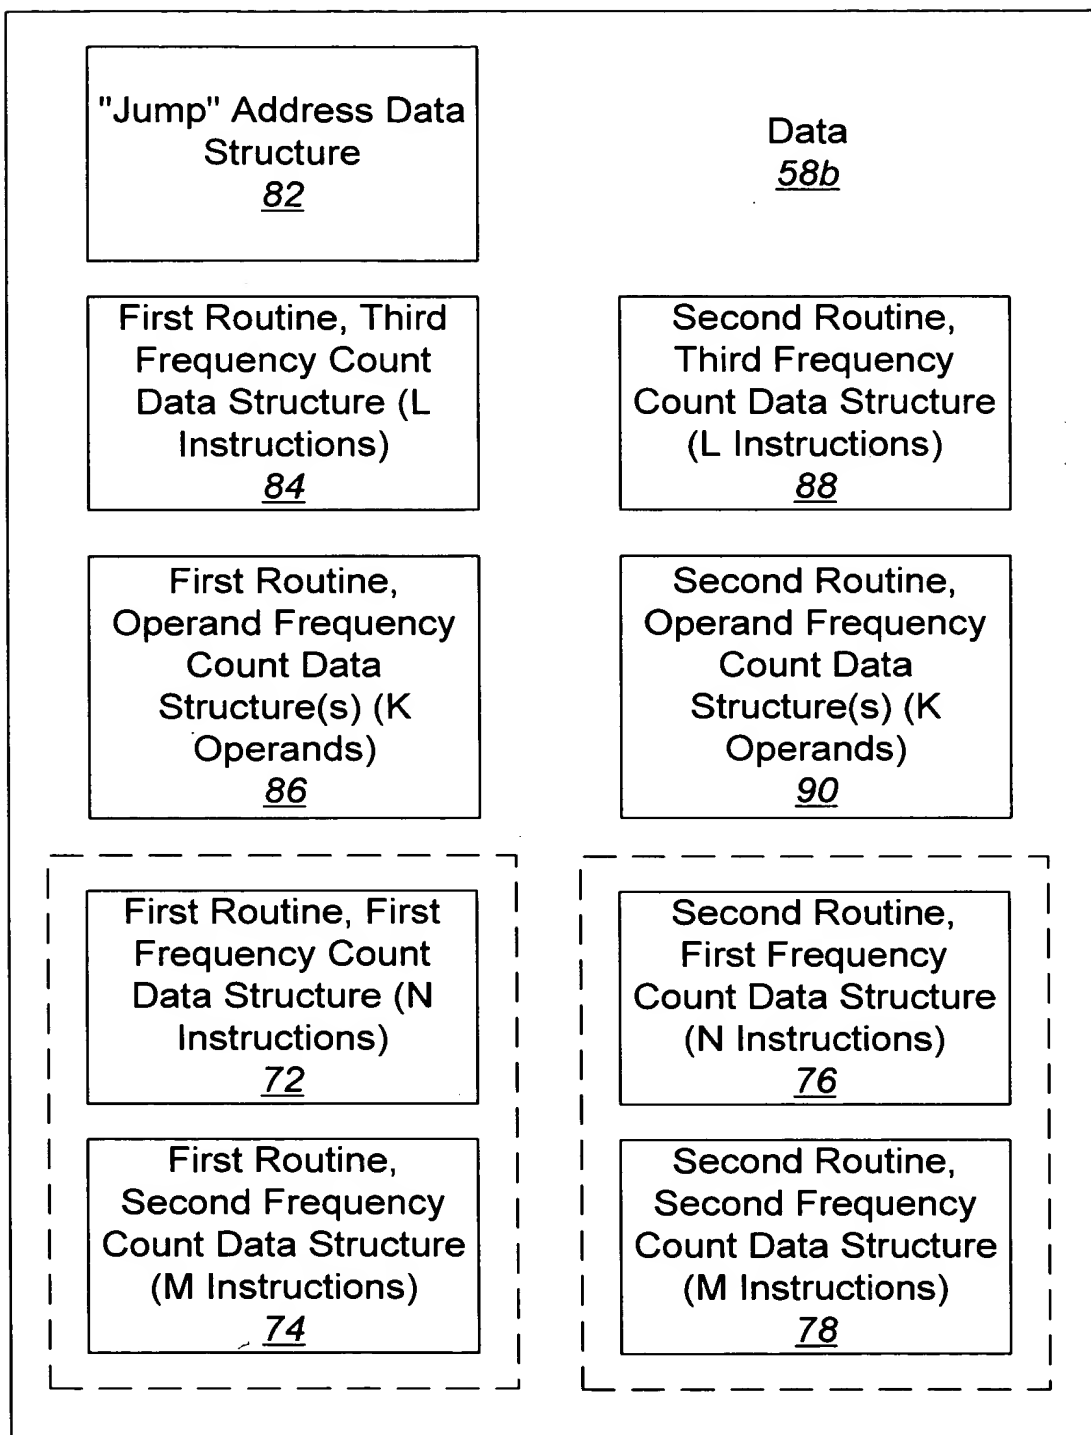 "Jump" Address Data
Structure
82
Data
58b
First Routine, Third
Frequency Count
Data Structure (L
Instructions)
84
Second Routine,
Third Frequency
Count Data Structure
(L Instructions)
88
First Routine,
Operand Frequency
Count Data
Structure(s) (K
Operands)
86
Second Routine,
Operand Frequency
Count Data
Structure(s) (K
Operands)
90
First Routine, First
Frequency Count
Data Structure (N
Instructions)
72
Second Routine,
First Frequency
Count Data Structure
(N Instructions)
76
First Routine,
Second Frequency
Count Data Structure
(M Instructions)
74
Second Routine,
Second Frequency
Count Data Structure
(M Instructions)
78